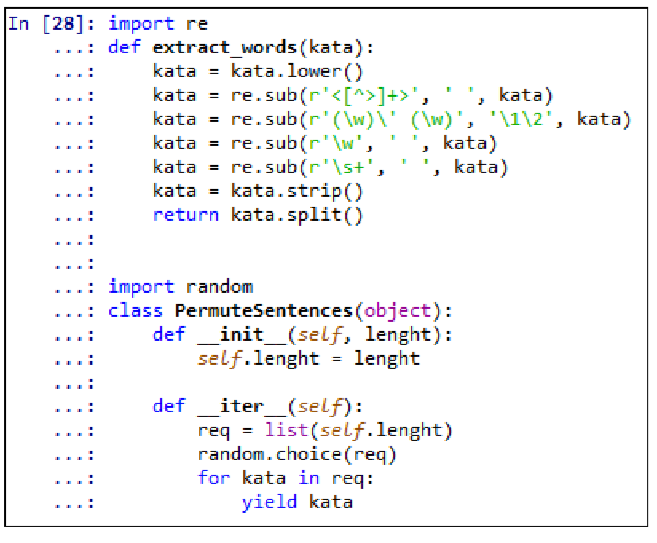 In [28]: import re
    ...: def extract_words(kata):
    ...:     kata = kata.lower()
    ...:     kata = re.sub(r'<[^>]+>', ' ', kata)
    ...:     kata = re.sub(r'(\w)\' (\w)', '\1\2', kata)
    ...:     kata = re.sub(r'\w', ' ', kata)
    ...:     kata = re.sub(r'\s+', ' ', kata)
    ...:     kata = kata.strip()
    ...:     return kata.split()
    ...:
    ...:
    ...: import random
    ...: class PermuteSentences(object):
    ...:     def __init__(self, lenght):
    ...:         self.lenght = lenght
    ...:
    ...:     def __iter__(self):
    ...:         req = list(self.lenght)
    ...:         random.choice(req)
    ...:         for kata in req:
    ...:             yield kata